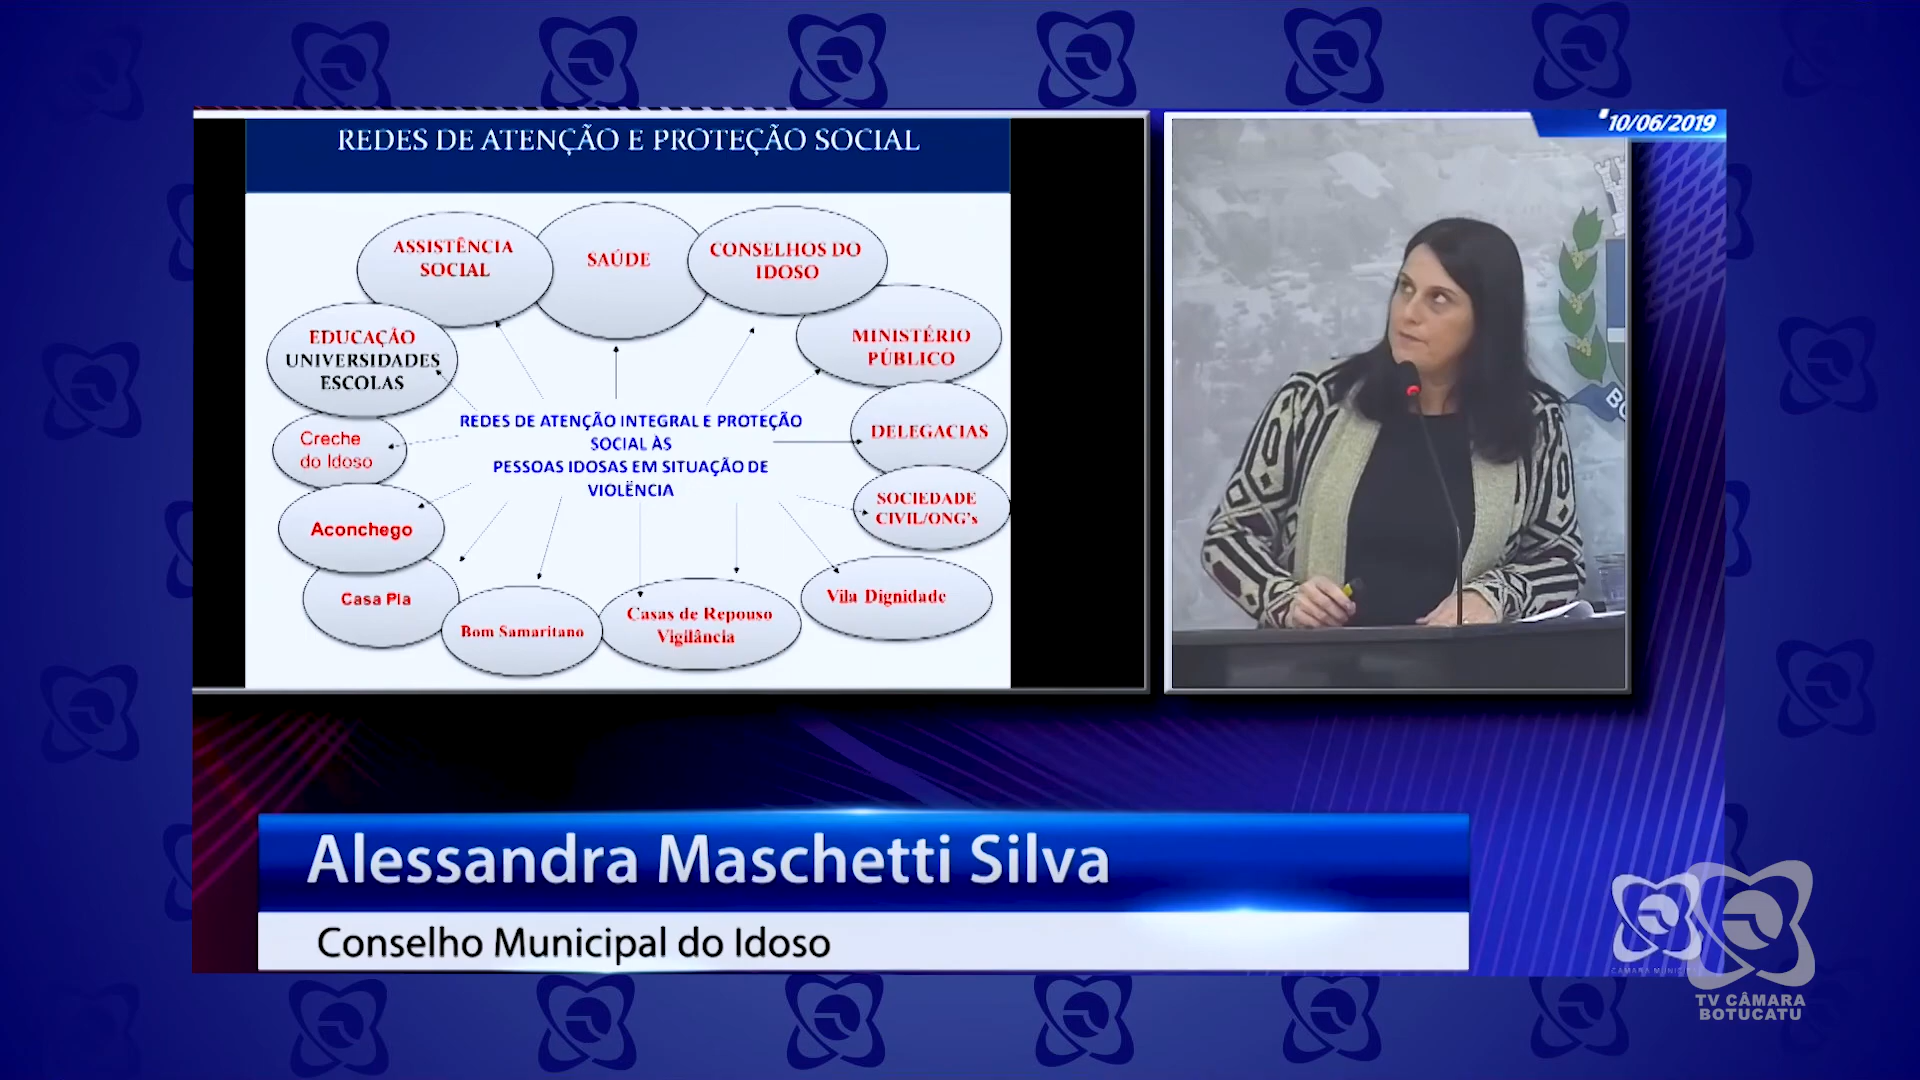 REDES DE ATENÇÃO E PROTEÇÃO SOCIAL
10/06/2019
ASSISTÊNCIA
SOCIAL
SAÚDE
CONSELHOS DO
IDOSO
EDUCAÇÃO
UNIVERSIDADES
ESCOLAS
MINISTÉRIO
PÚBLICO
Creche
do Idoso
REDES DE ATENÇÃO INTEGRAL E PROTEÇÃO
SOCIAL ÀS
PESSOAS IDOSAS EM SITUAÇÃO DE
VIOLËNCIA
DELEGACIAS
Aconchego
SOCIEDADE
CIVIL/ONG's
Casa Pia
Bom Samaritano
Casas de Repouso
Vigilância
Vila Dignidade
Alessandra Maschetti Silva
Conselho Municipal do Idoso
TV CÂMARA
BOTUCATU